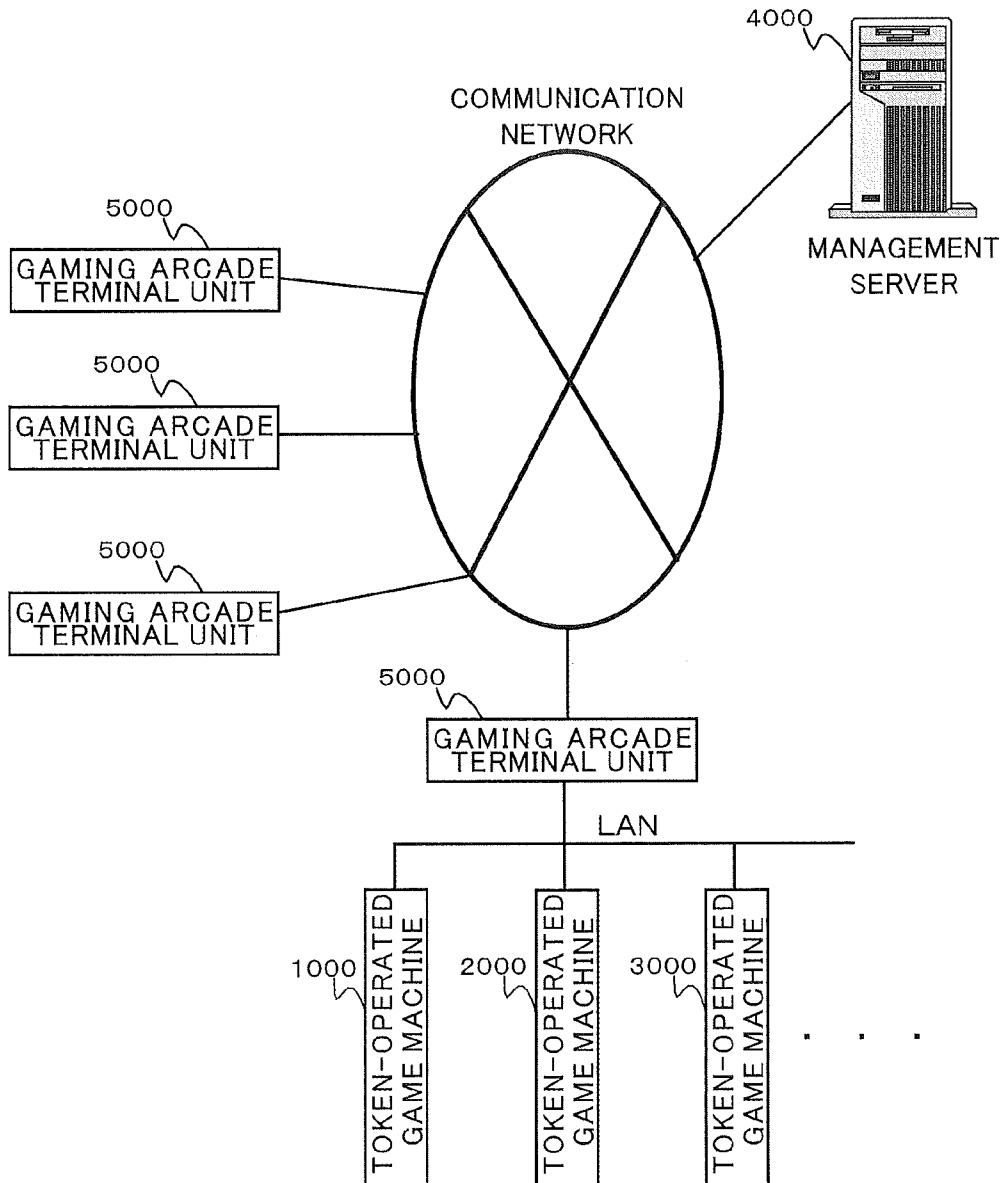 4000
COMMUNICATION
NETWORK
MANAGEMENT
SERVER
5000
GAMING ARCADE
TERMINAL UNIT
5000
GAMING ARCADE
TERMINAL UNIT
5000
GAMING ARCADE
TERMINAL UNIT
5000
GAMING ARCADE
TERMINAL UNIT
LAN
1000
TOKEN-OPERATED
GAME MACHINE
2000
TOKEN-OPERATED
GAME MACHINE
3000
TOKEN-OPERATED
GAME MACHINE
. . .